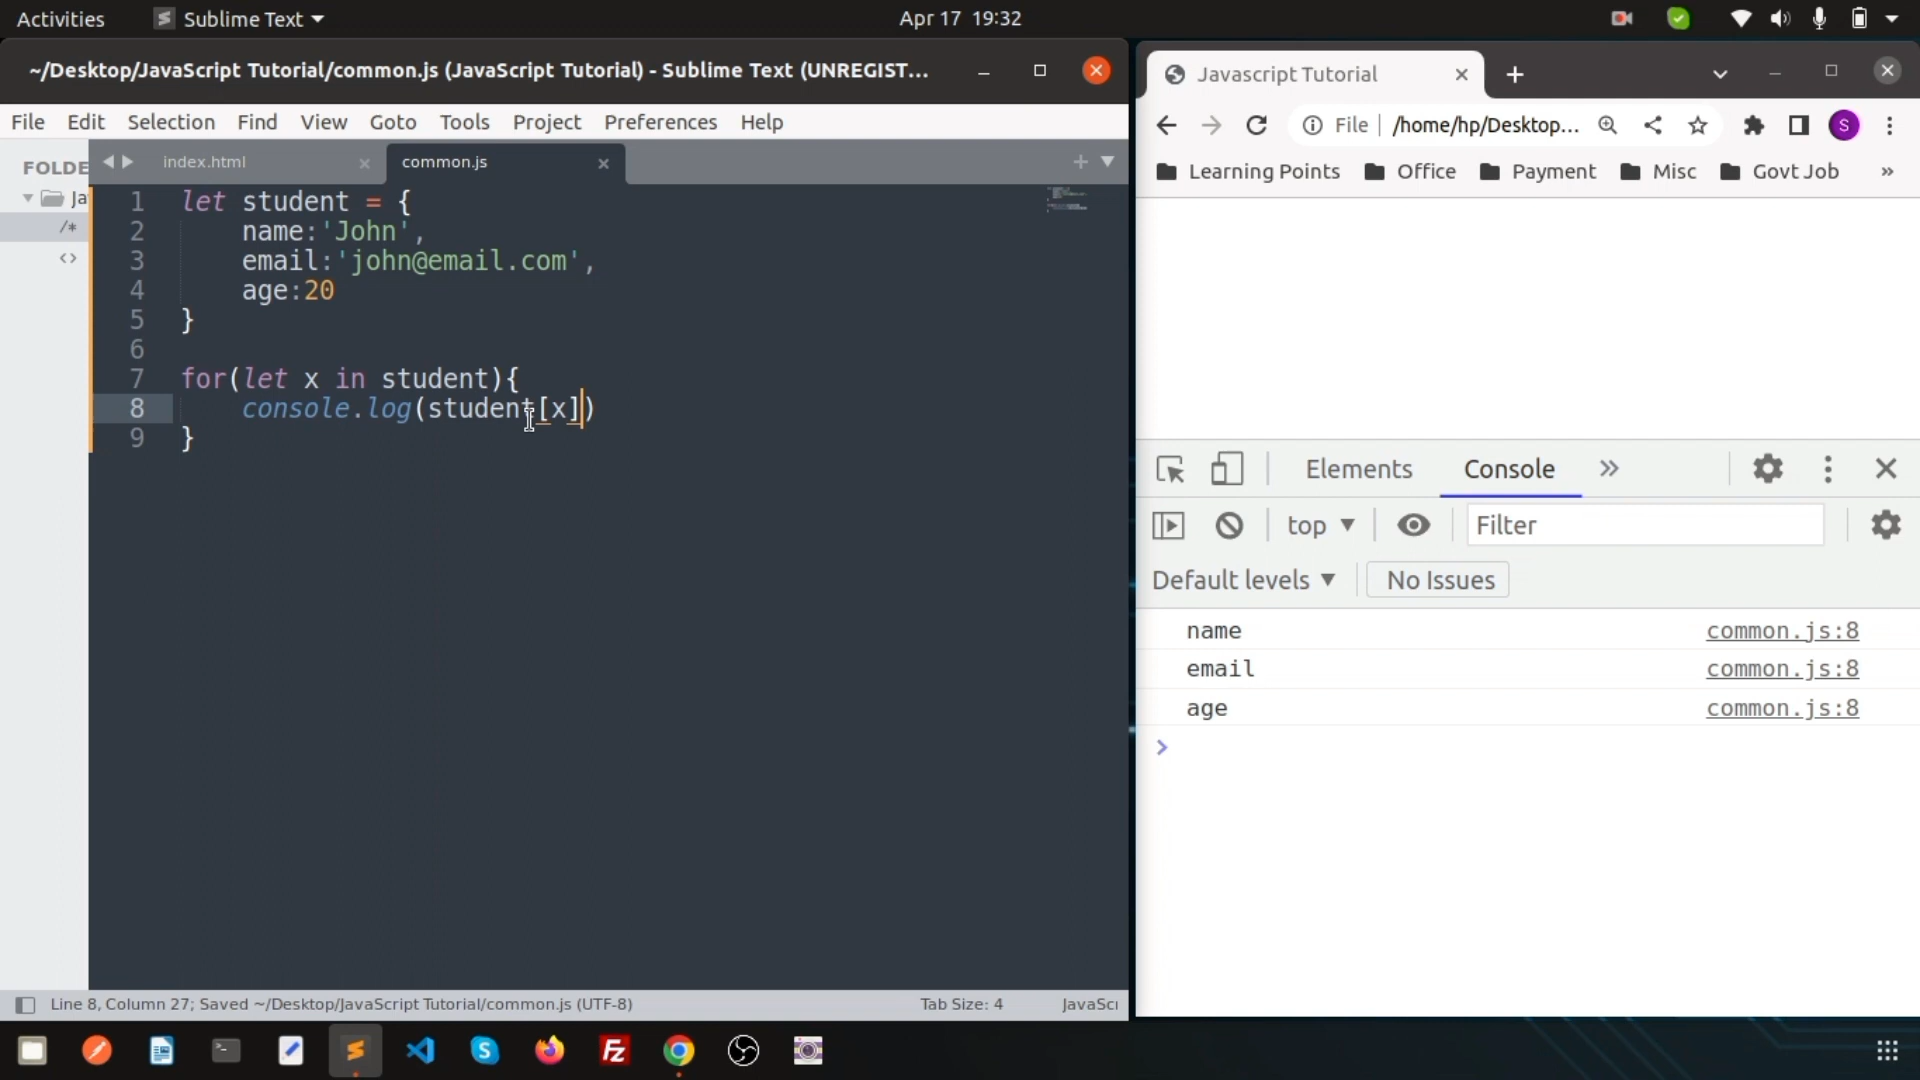 Activities
Sublime Text
Apr 17 19:32
~/Desktop/JavaScript Tutorial/common.js (JavaScript Tutorial) - Sublime Text (UNREGIST...
File Edit Selection Find View Goto Tools Project Preferences Help
FOLDE
Ja
/*
<>
index.html
common.js
1 let student = {
2 name:'John',
3 email:'john@email.com',
4 age:20
5 }
6
7 for(let x in student){
8 console.log(student[x])
9 }
Line 8, Column 27; Saved ~/Desktop/JavaScript Tutorial/common.js (UTF-8)
Tab Size: 4
JavaScr
Javascript Tutorial
File /home/hp/Desktop...
S
Learning Points Office Payment Misc Govt Job »
Elements Console
top Filter
Default levels No Issues
name common.js:8
email common.js:8
age common.js:8